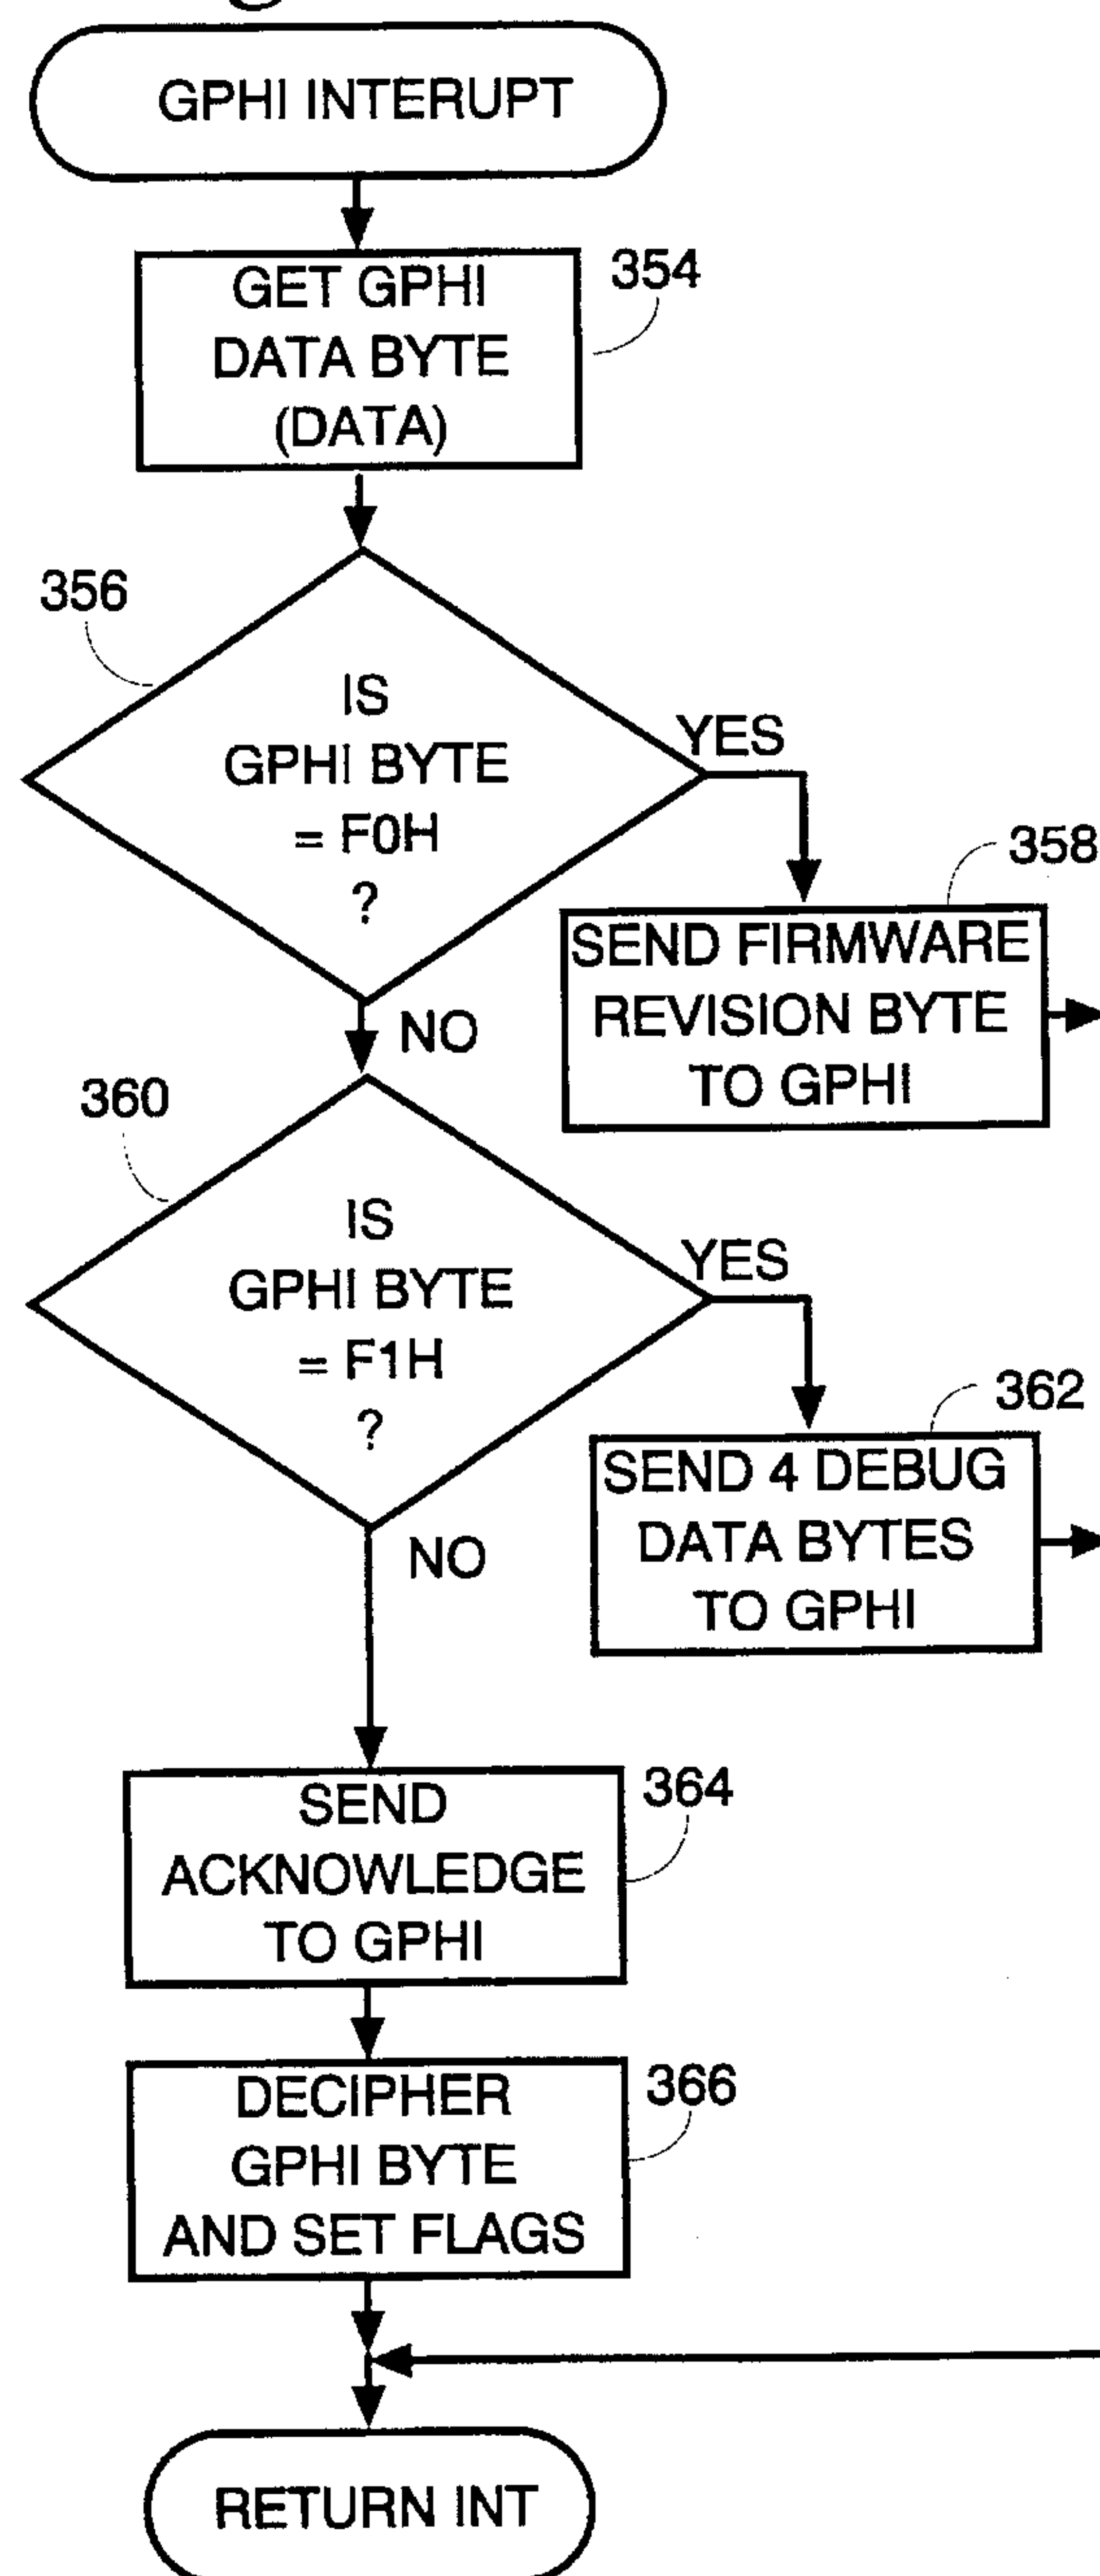 GPHI INTERUPT
GET GPHI
DATA BYTE
(DATA)
354
356
IS
GPHI BYTE
= F0H
?
YES
358
SEND FIRMWARE
REVISION BYTE
TO GPHI
NO
360
IS
GPHI BYTE
= F1H
?
YES
362
SEND 4 DEBUG
DATA BYTES
TO GPHI
NO
SEND
ACKNOWLEDGE
TO GPHI
364
DECIPHER
GPHI BYTE
AND SET FLAGS
366
RETURN INT